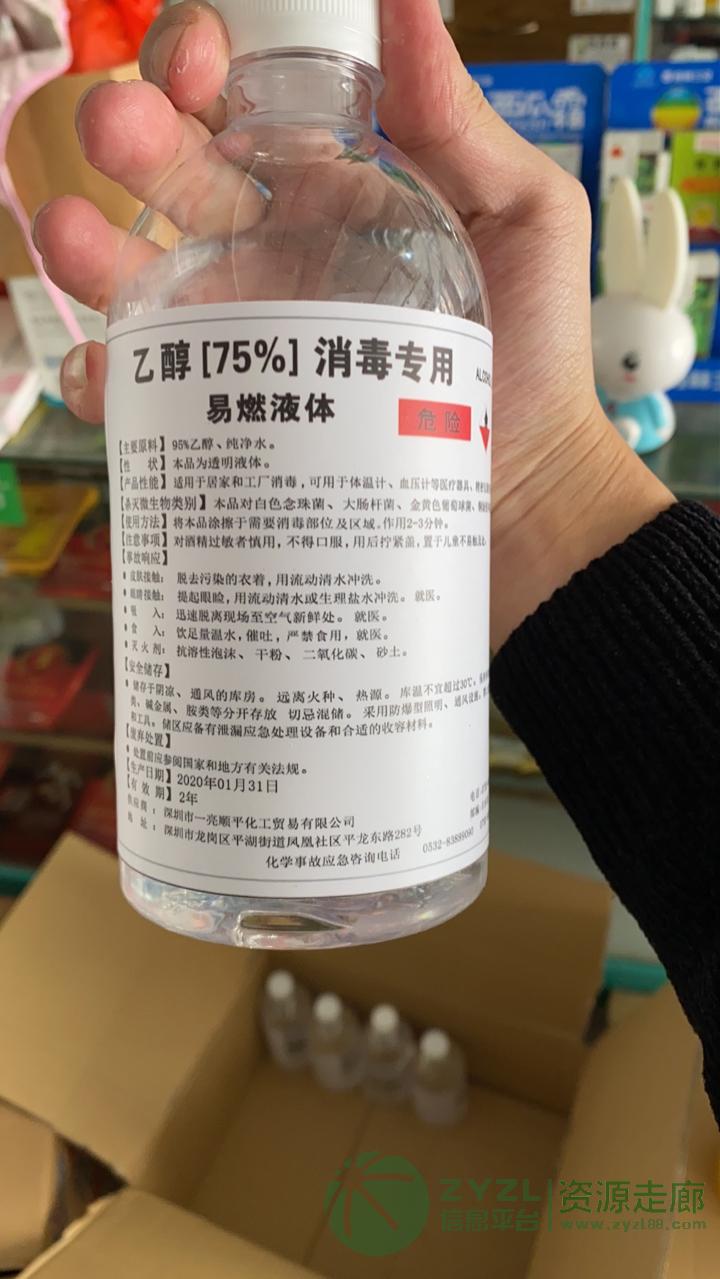 乙醇 [75%] 消毒专用
易燃液体
危险
【主要原料】95%乙醇、纯净水。
【性 状】本品为透明液体。
【产品性能】适用于居家和工厂消毒，可用于体温计、血压计等医疗器具、
【杀灭微生物类别】本品对白色念珠菌、大肠杆菌、金黄色葡萄球菌、
【使用方法】将本品涂擦于需要消毒部位及区域。作用2-3分钟。
【注意事项】对酒精过敏者慎用，不得口服，用后拧紧盖，置于儿童不易触及处。
【事故响应】
• 皮肤接触： 脱去污染的衣着，用流动清水冲洗。
• 眼睛接触： 提起眼睑，用流动清水或生理盐水冲洗。 就医。
• 吸 入： 迅速脱离现场至空气新鲜处。 就医。
• 食 入： 饮足量温水，催吐，严禁食用，就医。
• 灭 火 剂： 抗溶性泡沫、 干粉、 二氧化碳、 砂土。
【安全储存】
• 储存于阴凉、通风的库房。 远离火种、 热源。 库温不宜超过30℃。
类、碱金属、胺类等分开存放 切忌混储。 采用防爆型照明、通风设施。
和工具。储区应备有泄漏应急处理设备和合适的收容材料。
【废弃处置】
• 处置前应参阅国家和地方有关法规。
【生产日期】2020年01月31日
【有 效 期】2年
供应商： 深圳市一亮顺平化工贸易有限公司
地 址： 深圳市龙岗区平湖街道凤凰社区平龙东路282号
化学事故应急咨询电话 0532-83889090
ZYZL 信息平台
资源走廊
www.zyzl88.com